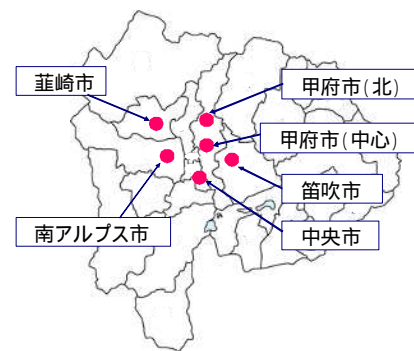 韮崎市
甲府市(北)
甲府市(中心)
笛吹市
南アルプス市
中央市